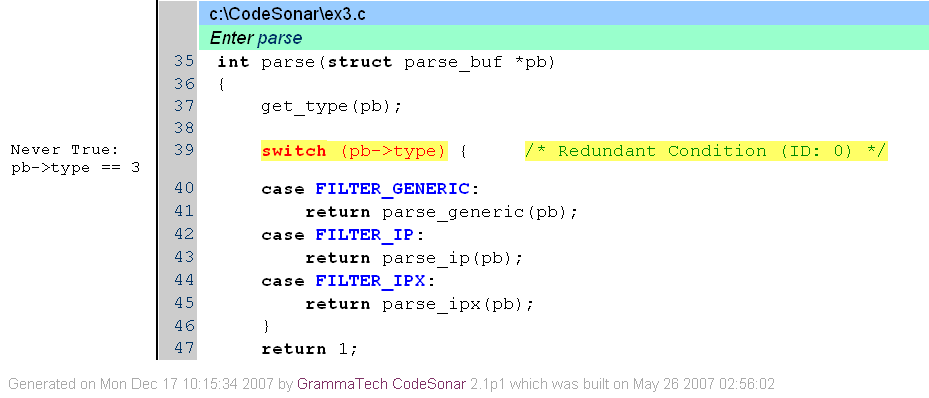 c:\CodeSonar\ex3.c
Enter parse
35 int parse(struct parse_buf *pb)
36 {
37 get_type(pb);
38
Never True:
pb->type == 3
39 switch (pb->type) { /* Redundant Condition (ID: 0) */
40 case FILTER_GENERIC:
41 return parse_generic(pb);
42 case FILTER_IP:
43 return parse_ip(pb);
44 case FILTER_IPX:
45 return parse_ipx(pb);
46 }
47 return 1;
Generated on Mon Dec 17 10:15:34 2007 by GrammaTech CodeSonar 2.1p1 which was built on May 26 2007 02:56:02